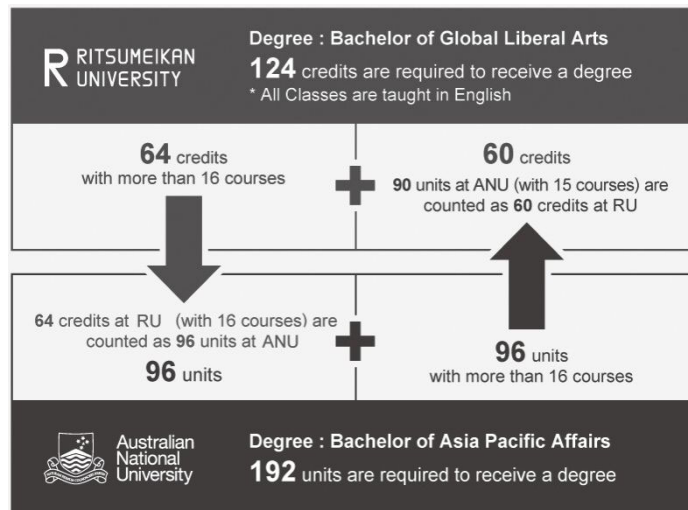 R RITSUMEIKAN
UNIVERSITY
Degree : Bachelor of Global Liberal Arts
124 credits are required to receive a degree
* All Classes are taught in English
64 credits
with more than 16 courses
60 credits
90 units at ANU (with 15 courses) are
counted as 60 credits at RU
64 credits at RU (with 16 courses) are
counted as 96 units at ANU
96 units
96 units
with more than 16 courses
Australian
National
University
Degree : Bachelor of Asia Pacific Affairs
192 units are required to receive a degree